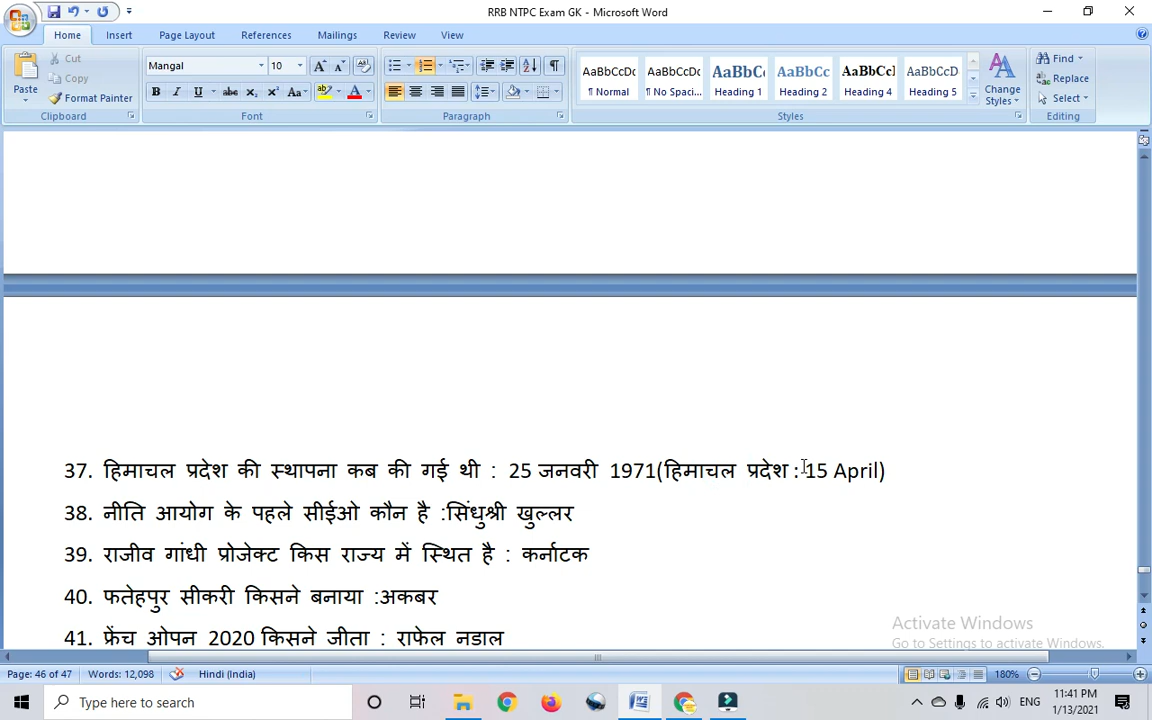 RRB NTPC Exam GK - Microsoft Word
Home Insert Page Layout References Mailings Review View
Paste
Cut
Copy
Format Painter
Clipboard
Mangal 10
Font
Paragraph
AaBbCcDc AaBbCcDc AaBbC AaBbCc AaBbCcI AaBbCcD
¶ Normal ¶ No Spaci... Heading 1 Heading 2 Heading 4 Heading 5
Change Styles
Styles
Find
Replace
Select
Editing
37. हिमाचल प्रदेश की स्थापना कब की गई थी : 25 जनवरी 1971(हिमाचल प्रदेश : 15 April)
38. नीति आयोग के पहले सीईओ कौन है :सिंधुश्री खुल्लर
39. राजीव गांधी प्रोजेक्ट किस राज्य में स्थित है : कर्नाटक
40. फतेहपुर सीकरी किसने बनाया :अकबर
41. फ्रेंच ओपन 2020 किसने जीता : राफेल नडाल
Activate Windows
Go to Settings to activate Windows.
Page: 46 of 47 Words: 12,098 Hindi (India) 180%
Type here to search
ENG
11:41 PM
1/13/2021